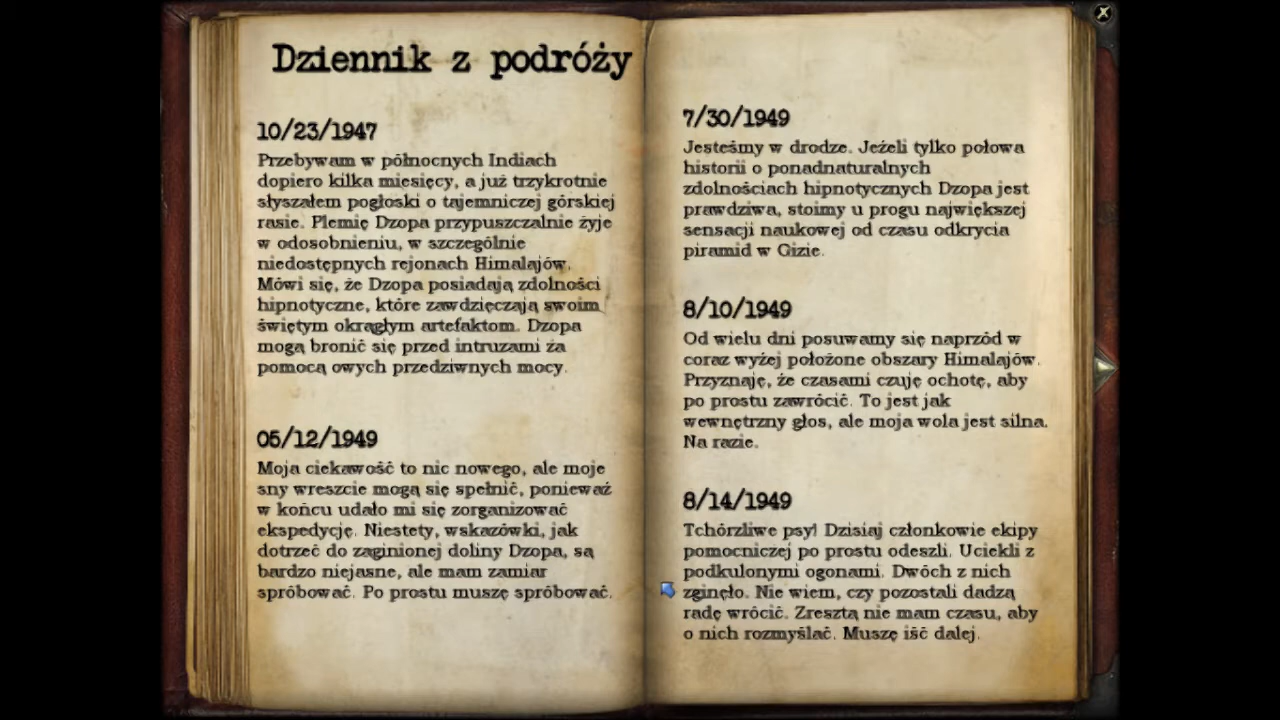 Dziennik z podróży
10/23/1947
Przebywam w północnych Indiach
dopiero kilka miesięcy, a już trzykrotnie
słyszałem pogłoski o tajemniczej górskiej
rasie. Plemię Dzopa przypuszczalnie żyje
w odosobnieniu, w szczególnie
niedostępnych rejonach Himalajów.
Mówi się, że Dzopa posiadają zdolności
hipnotyczne, które zawdzięczają swoim
świętym okrągłym artefaktom. Dzopa
mogą bronić się przed intruzami za
pomocą owych przedziwnych mocy.
05/12/1949
Moja ciekawość to nic nowego, ale moje
sny wreszcie mogą się spełnić, ponieważ
w końcu udało mi się zorganizować
ekspedycję. Niestety, wskazówki, jak
dotrzeć do zaginionej doliny Dzopa, są
bardzo niejasne, ale mam zamiar
spróbować. Po prostu muszę spróbować.
7/30/1949
Jesteśmy w drodze. Jeżeli tylko połowa
historii o ponadnaturalnych
zdolnościach hipnotycznych Dzopa jest
prawdziwa, stoimy u progu największej
sensacji naukowej od czasu odkrycia
piramid w Gizie.
8/10/1949
Od wielu dni posuwamy się naprzód w
coraz wyżej położone obszary Himalajów.
Przyznaję, że czasami czuję ochotę, aby
po prostu zawrócić. To jest jak
wewnętrzny głos, ale moja wola jest silna.
Na razie.
8/14/1949
Tchórzliwe psy! Dzisiaj członkowie ekipy
pomocniczej po prostu odeszli. Uciekli z
podkulonymi ogonami. Dwóch z nich
zginęło. Nie wiem, czy pozostali dadzą
radę wrócić. Zresztą nie mam czasu, aby
o nich rozmyślać. Muszę iść dalej.